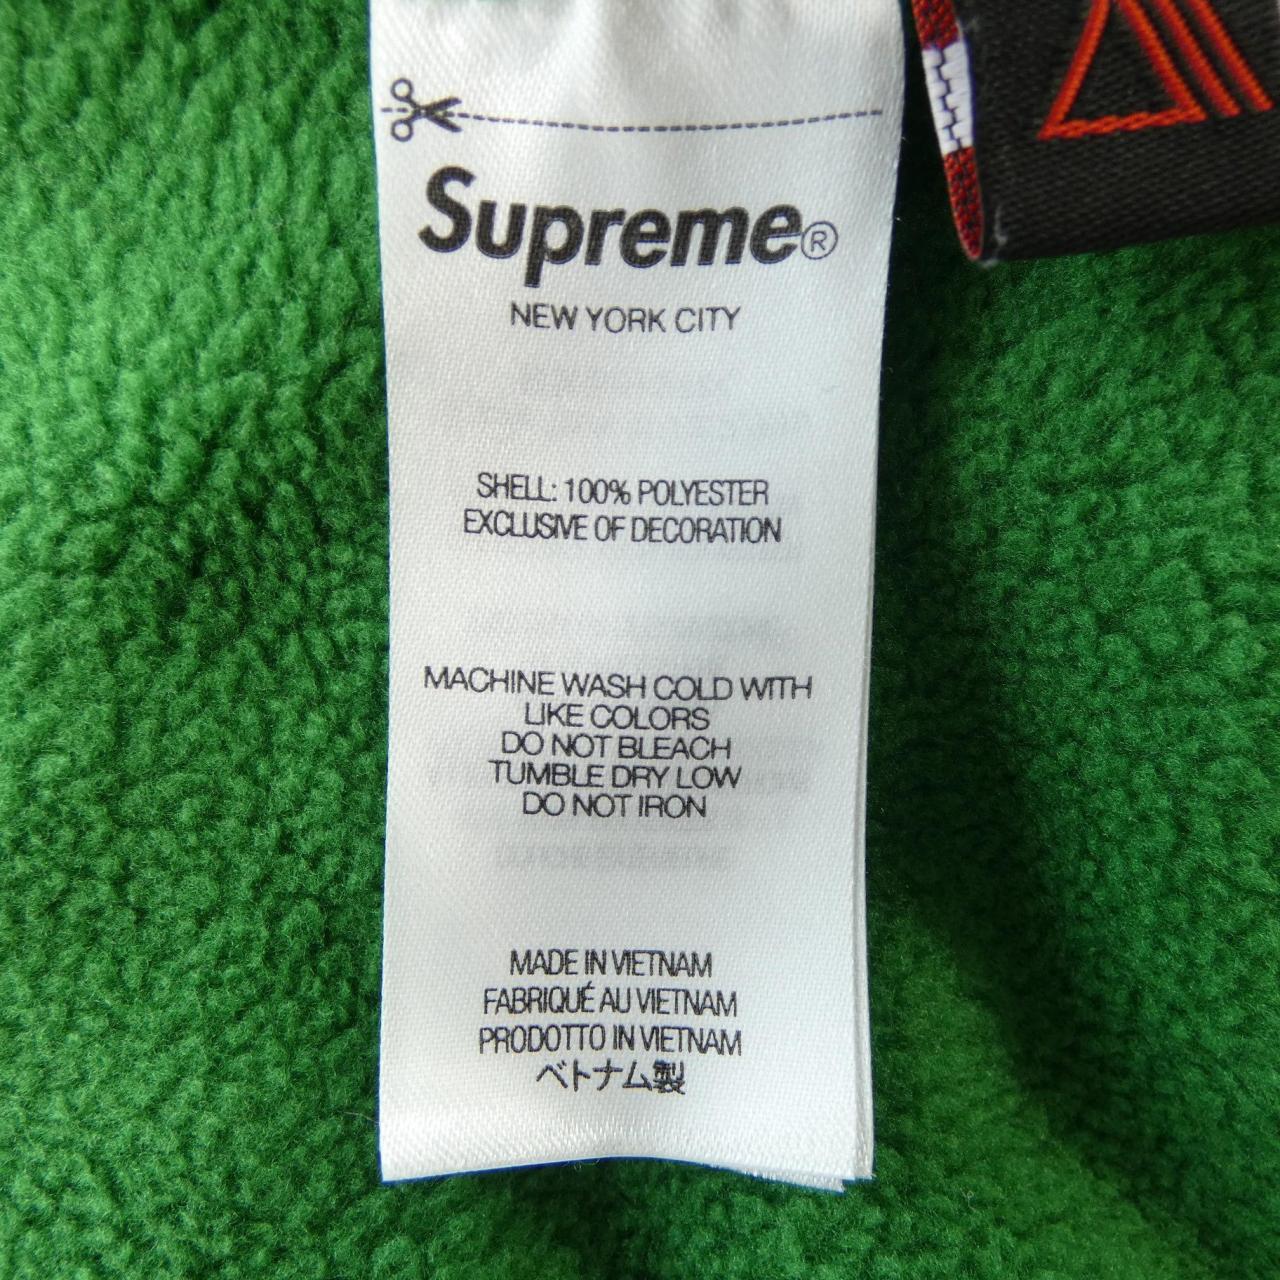 Supreme®
NEW YORK CITY
SHELL: 100% POLYESTER
EXCLUSIVE OF DECORATION
MACHINE WASH COLD WITH
LIKE COLORS
DO NOT BLEACH
TUMBLE DRY LOW
DO NOT IRON
MADE IN VIETNAM
FABRIQUÉ AU VIETNAM
PRODOTTO IN VIETNAM
ベトナム製